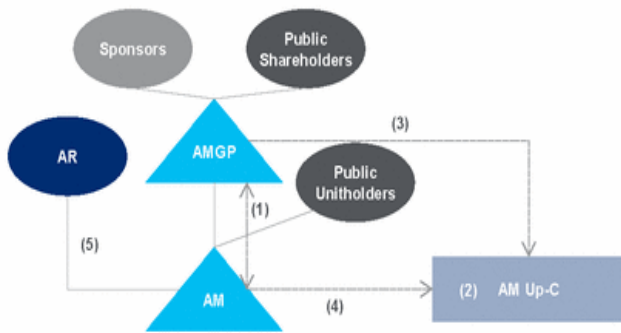 Sponsors
Public
Shareholders
AMGP
(3)
AR
Public
Unitholders
(1)
(5)
AM
(4)
(2) AM Up-C